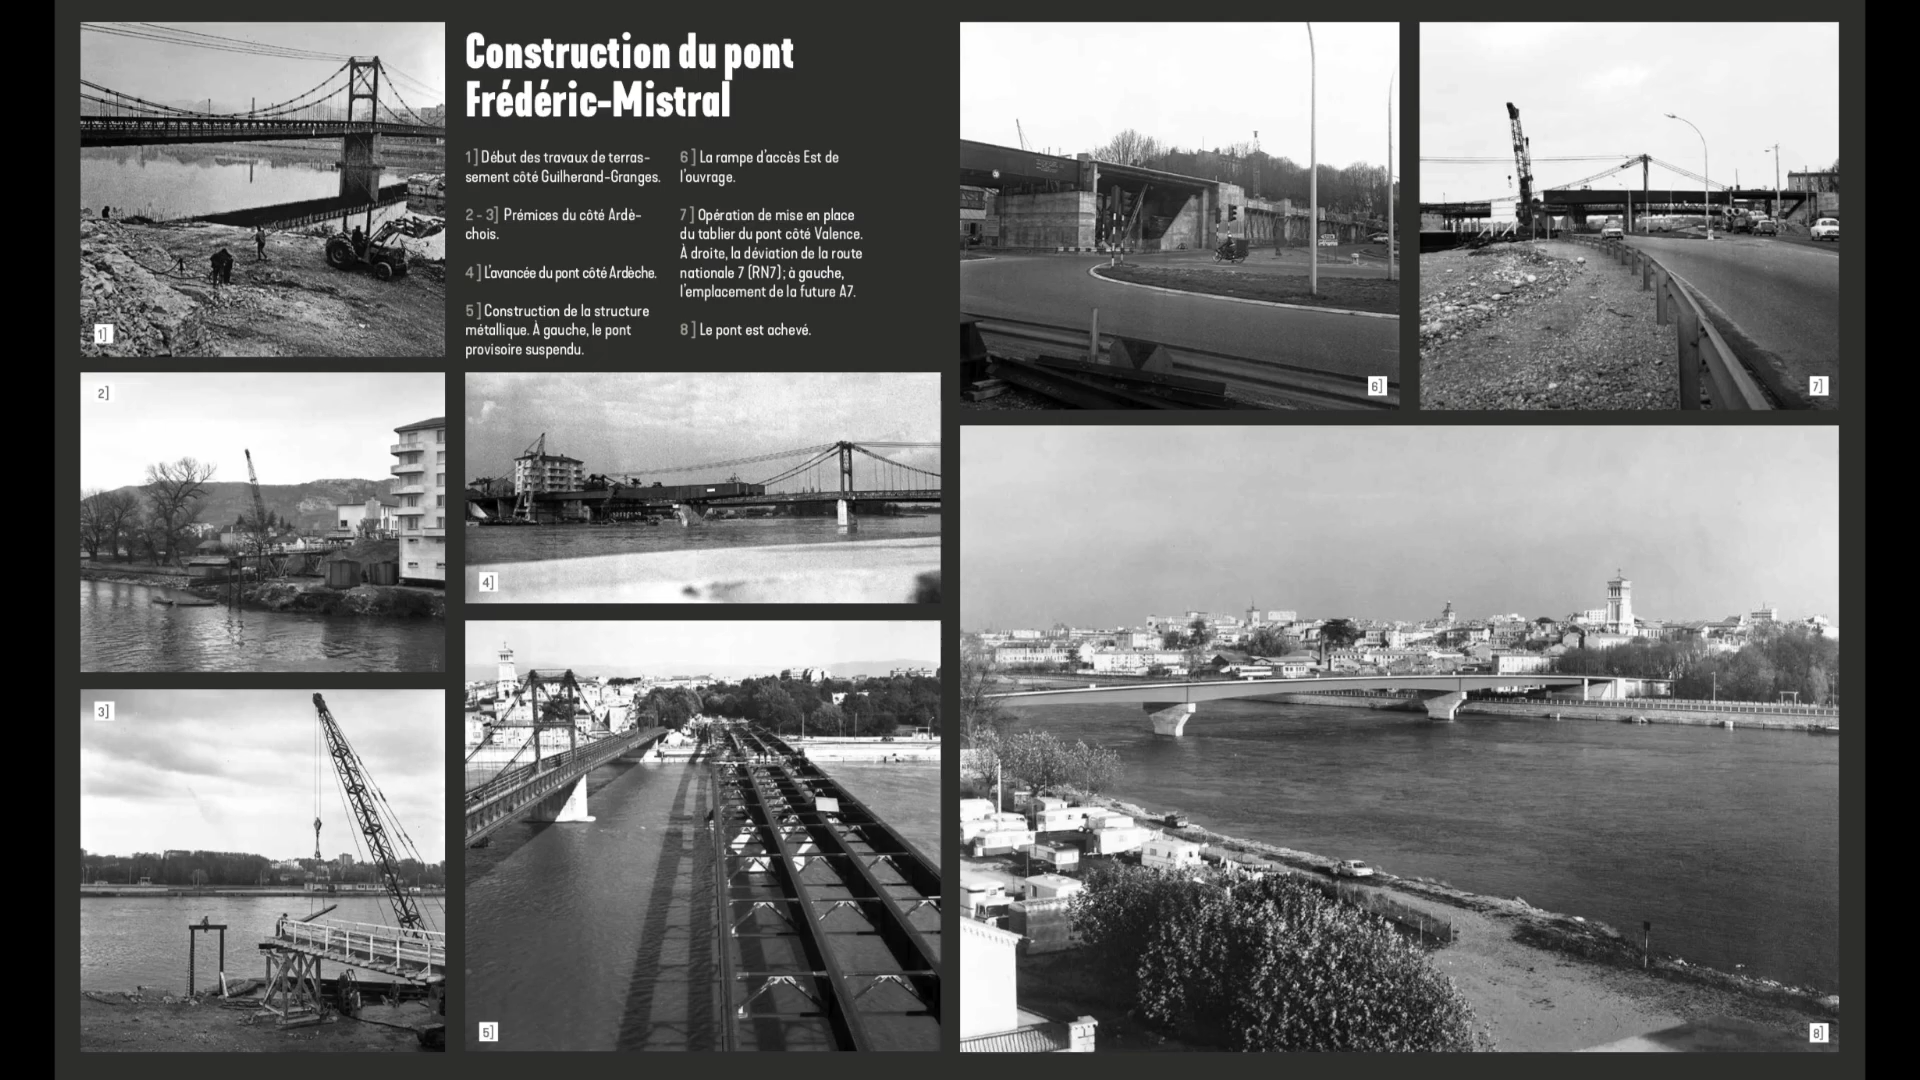 Construction du pont
Frédéric-Mistral
1] Début des travaux de terras-
sement côté Guilherand-Granges.
2 - 3] Prémices du côté Ardè-
chois.
4] L'avancée du pont côté Ardèche.
5] Construction de la structure
métallique. À gauche, le pont
provisoire suspendu.
6] La rampe d'accès Est de
l'ouvrage.
7] Opération de mise en place
du tablier du pont côté Valence.
À droite, la déviation de la route
nationale 7 (RN7) ; à gauche,
l'emplacement de la future A7.
8] Le pont est achevé.
1]
2]
3]
4]
5]
6]
7]
8]